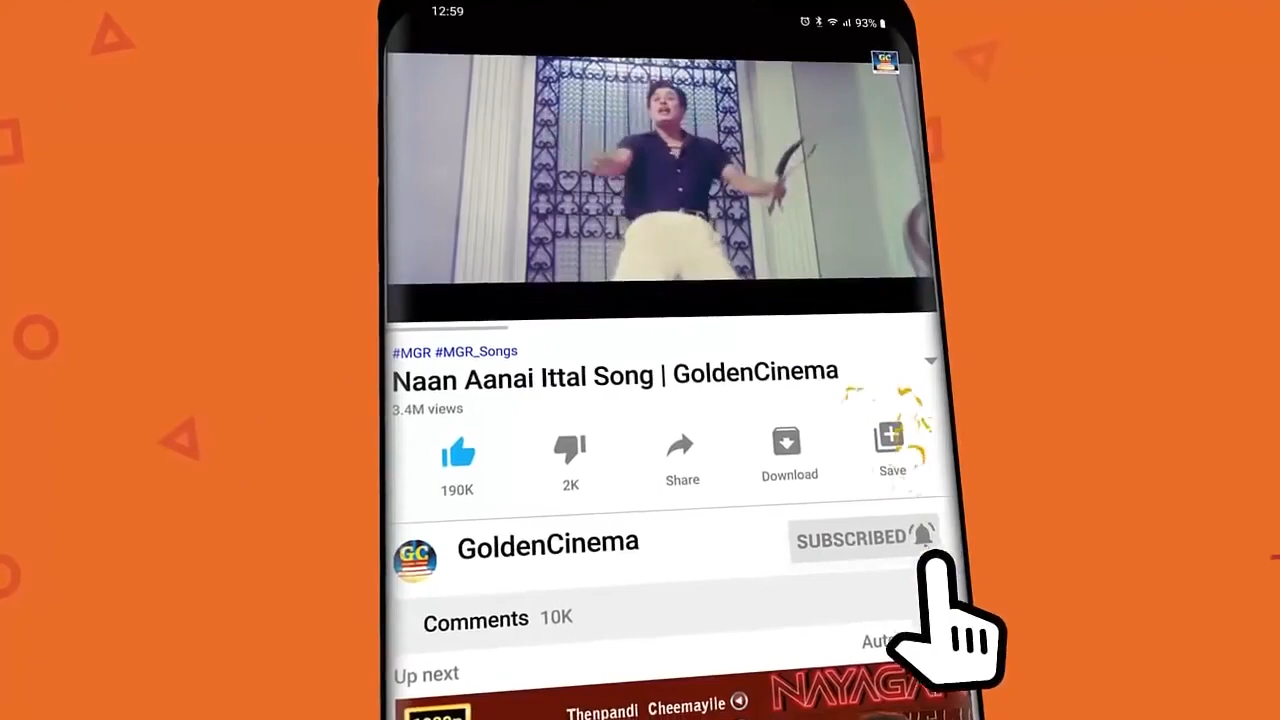 12:59
93%
GC
#MGR #MGR_Songs
Naan Aanai Ittal Song | GoldenCinema
3.4M views
190K
2K
Share
Download
Save
GC
GoldenCinema
SUBSCRIBED
Comments 10K
Up next
Thenpandi Cheemayile